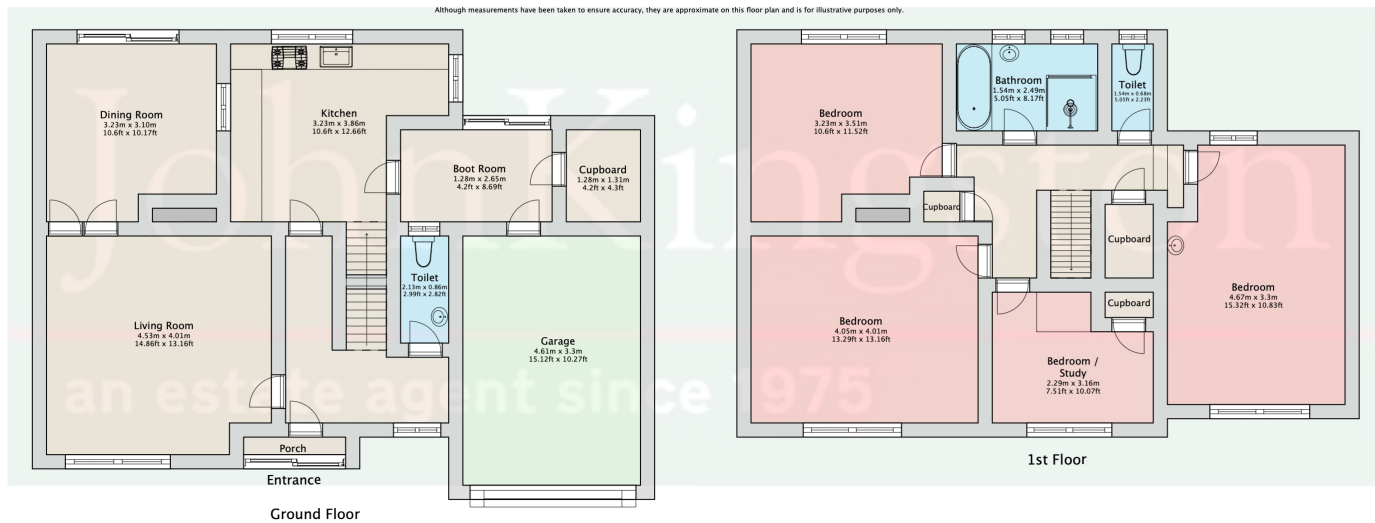 Although measurements have been taken to ensure accuracy, they are approximate on this floor plan and is for illustrative purposes only.
Dining Room
3.23m x 3.10m
10.6ft x 10.17ft
Kitchen
3.23m x 3.86m
10.6ft x 12.66ft
Boot Room
1.28m x 2.65m
4.2ft x 8.69ft
Cupboard
1.28m x 1.31m
4.2ft x 4.3ft
Toilet
2.13m x 0.86m
2.99ft x 2.82ft
Living Room
4.53m x 4.01m
14.86ft x 13.16ft
Garage
4.61m x 3.3m
15.12ft x 10.27ft
Porch
Entrance
Ground Floor
Bedroom
3.23m x 3.51m
10.6ft x 11.52ft
Bathroom
1.54m x 2.49m
5.05ft x 8.17ft
Toilet
1.54m x 0.68m
5.05ft x 2.23ft
Cupboard
Cupboard
Cupboard
Bedroom
4.67m x 3.3m
15.32ft x 10.83ft
Bedroom
4.05m x 4.01m
13.29ft x 13.16ft
Bedroom /
Study
2.29m x 3.16m
7.51ft x 10.07ft
1st Floor
JohnKingston
an estate agent since 1975